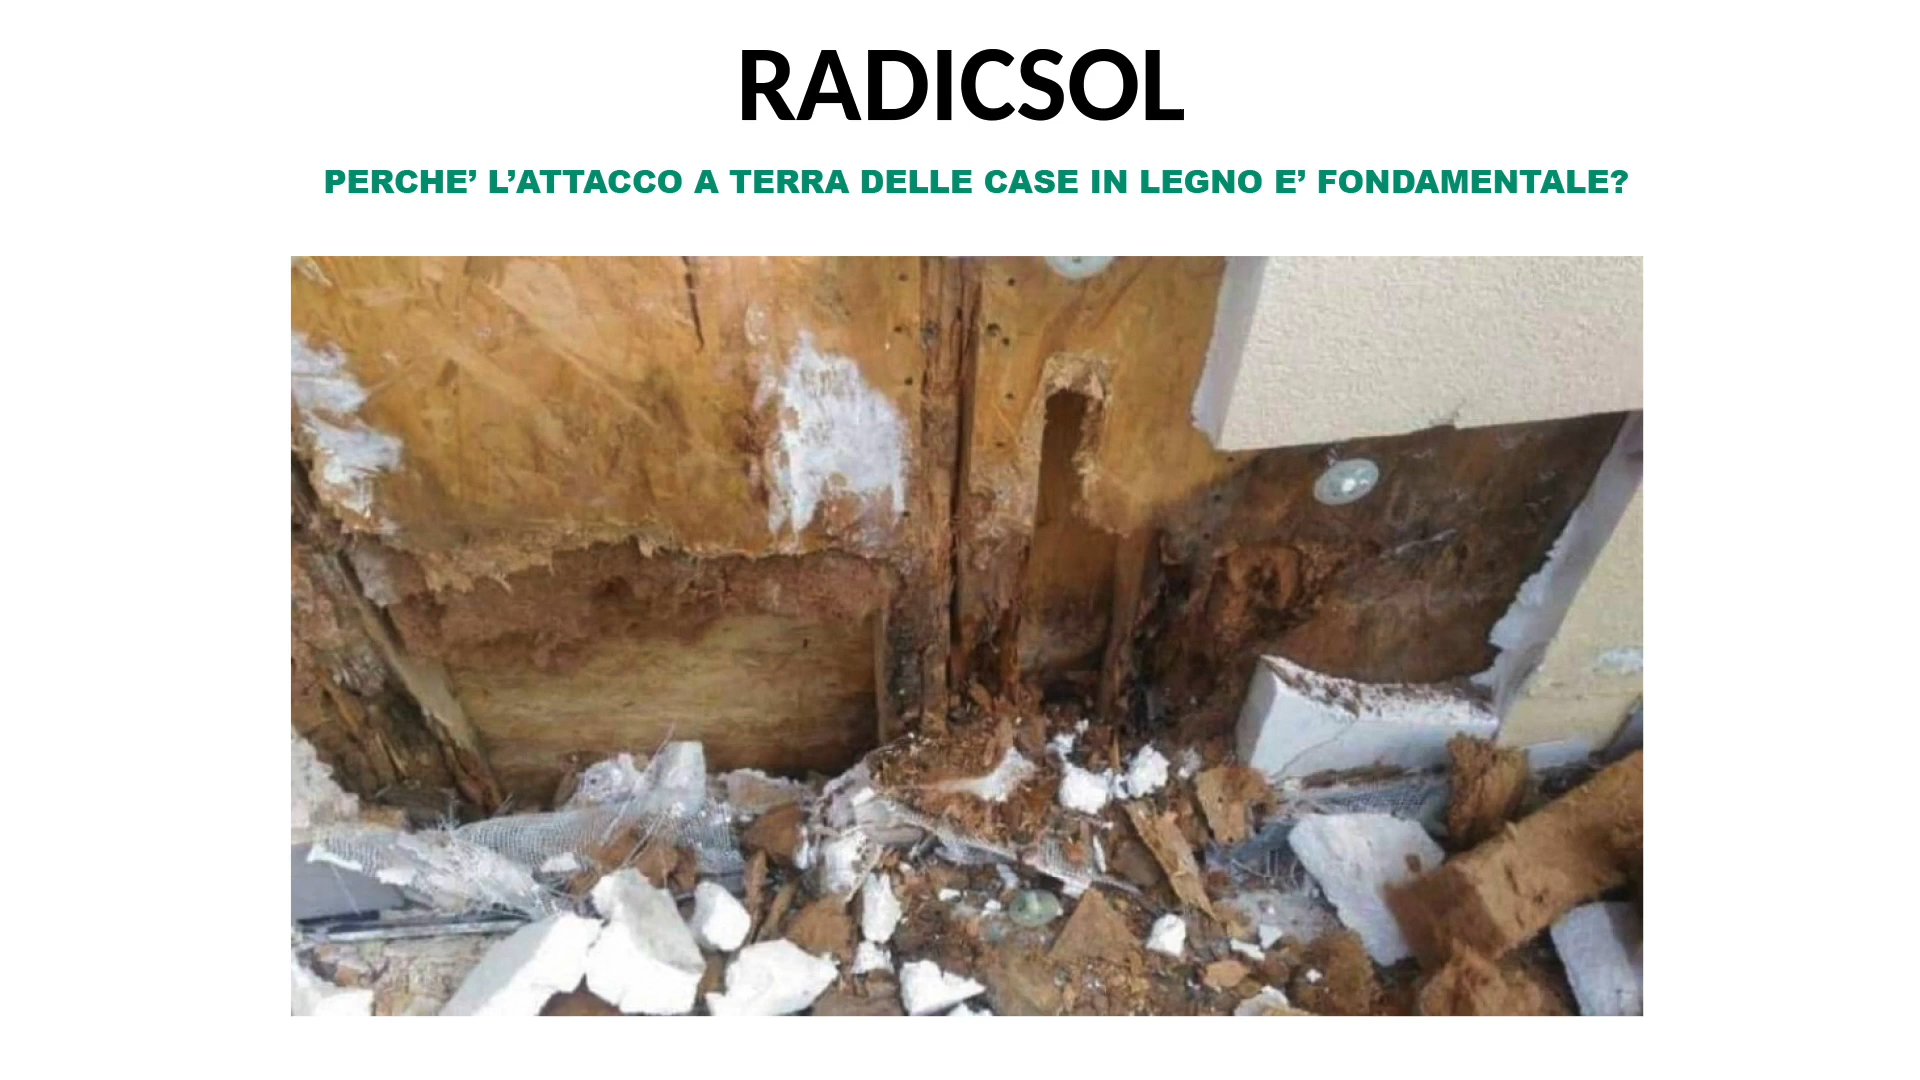 RADICSOL
PERCHE’ L’ATTACCO A TERRA DELLE CASE IN LEGNO E’ FONDAMENTALE?